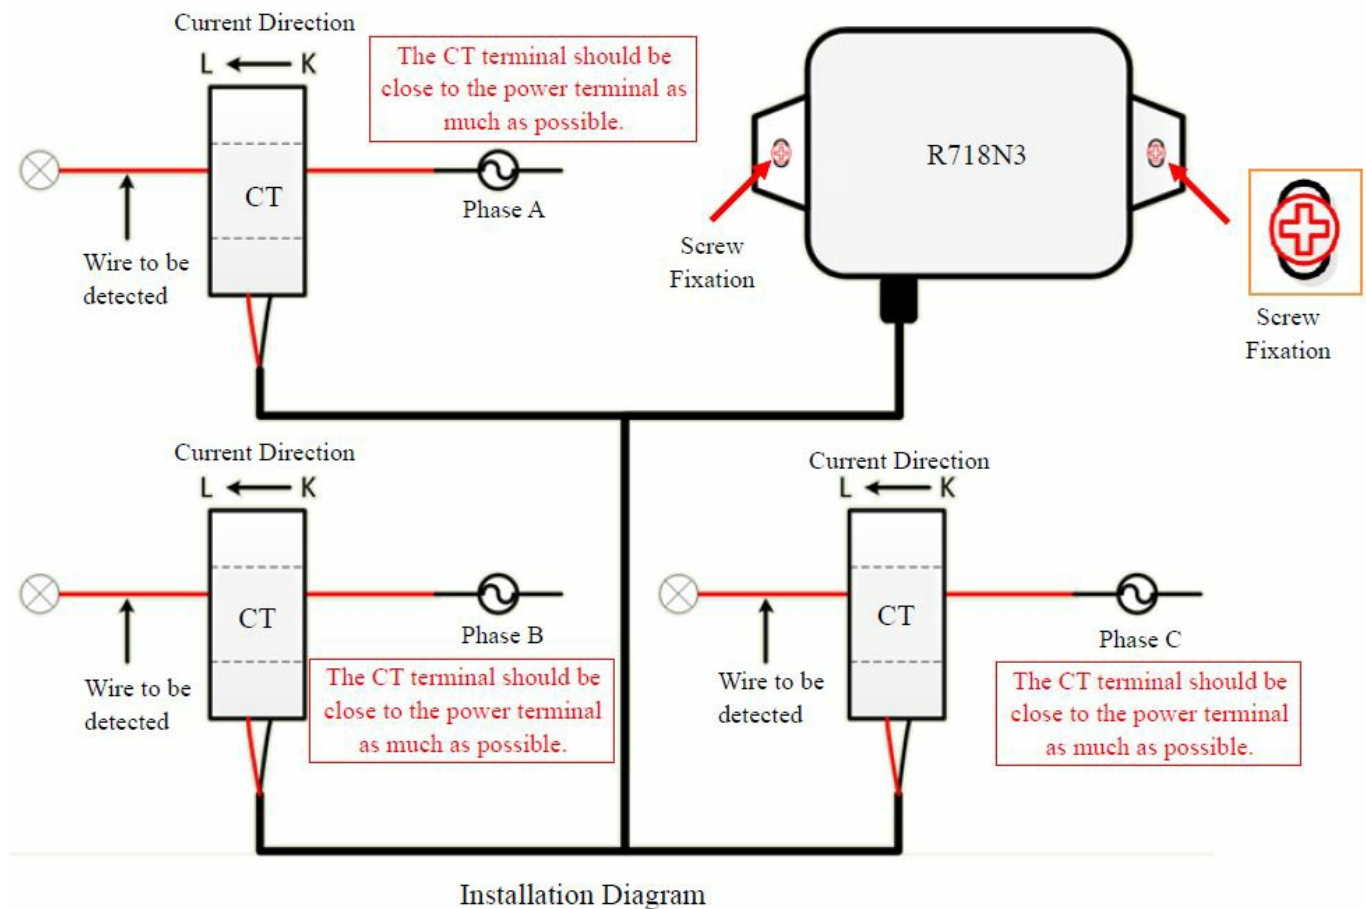 Current Direction
L K
The CT terminal should be
close to the power terminal as
much as possible.
CT
Phase A
Wire to be
detected
R718N3
Screw
Fixation
Screw
Fixation
Current Direction
L K
CT
Phase B
Wire to be
detected
The CT terminal should be
close to the power terminal
as much as possible.
Current Direction
L K
CT
Phase C
Wire to be
detected
The CT terminal should be
close to the power terminal
as much as possible.
Installation Diagram